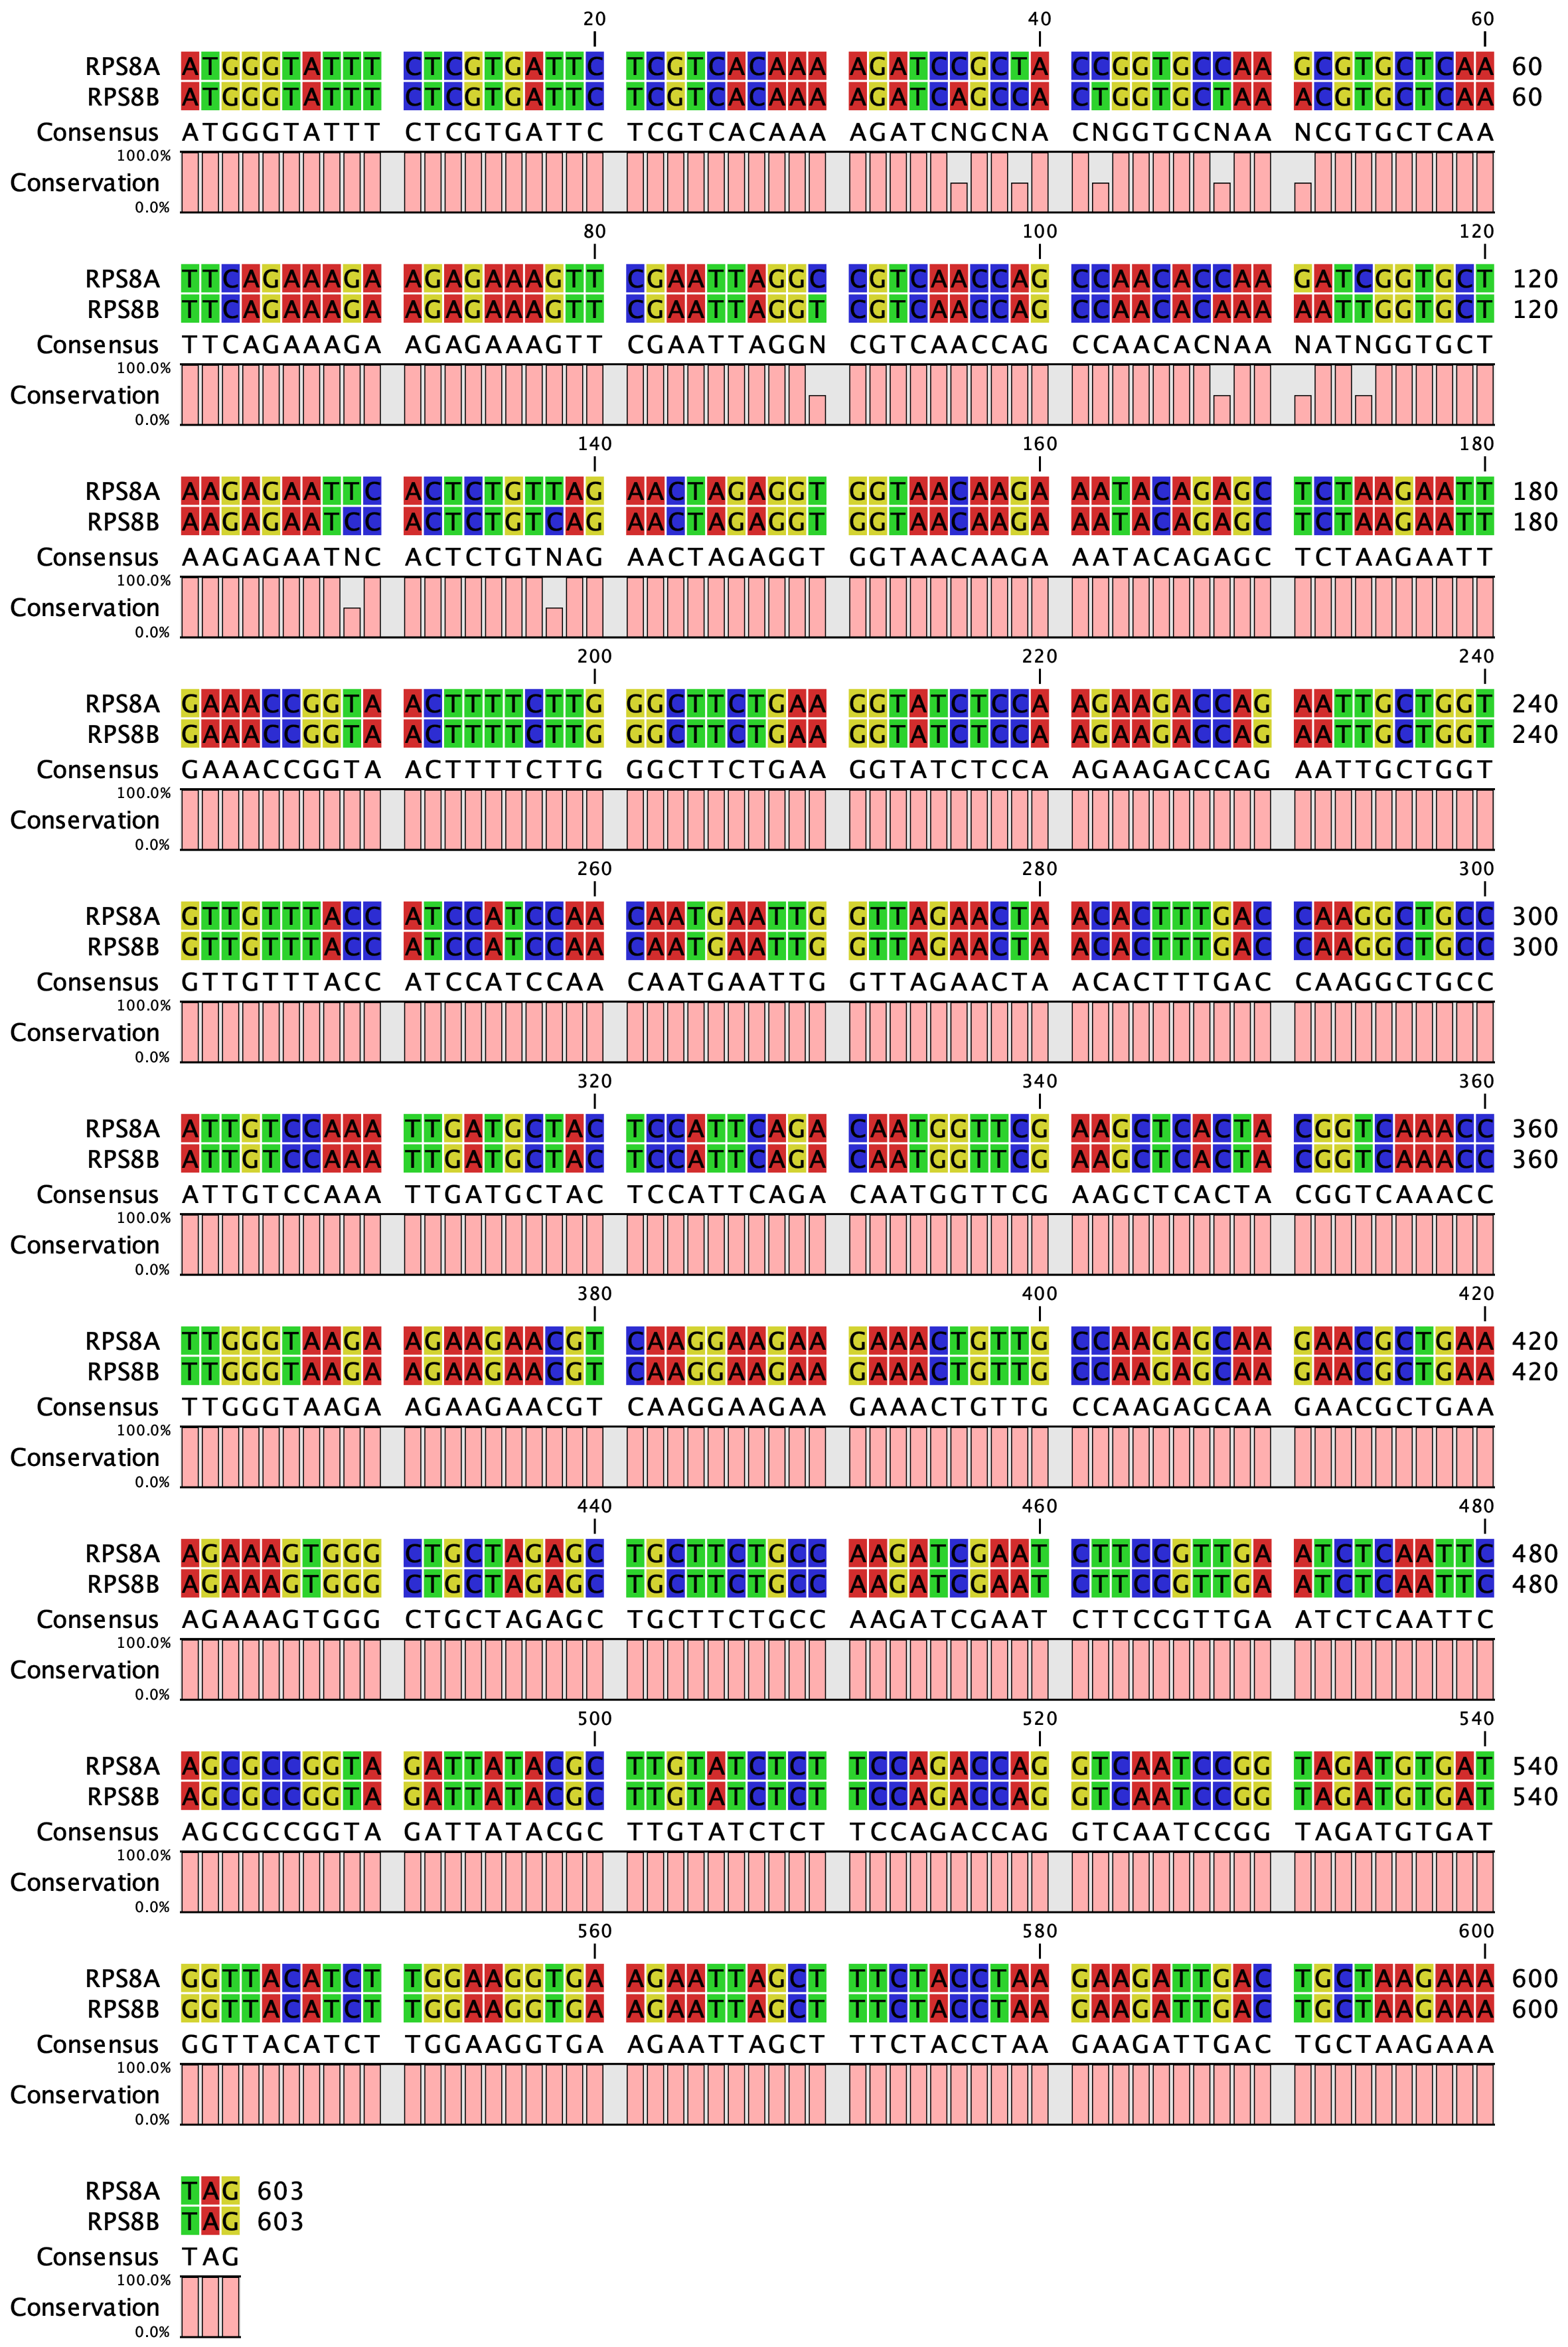 20 40 60
RPS8A ATGGGTATTT CTCGTGATTC TCGTCACAAA AGATCCGCTA CCGGTGCCAA GCGTGCTCAA 60
RPS8B ATGGGTATTT CTCGTGATTC TCGTCACAAA AGATCAGCCA CTGGTGCTAA ACGTGCTCAA 60
Consensus ATGGGTATTT CTCGTGATTC TCGTCACAAA AGATCNGCNA CNGGTGCNAA NCGTGCTCAA
100.0%
Conservation
0.0%
80 100 120
RPS8A TTCAGAAAGA AGAGAAAGTT CGAATTAGGC CGTCAACCAG CCAACACCAA GATCGGTGCT 120
RPS8B TTCAGAAAGA AGAGAAAGTT CGAATTAGGT CGTCAACCAG CCAACACAAA AATTGGTGCT 120
Consensus TTCAGAAAGA AGAGAAAGTT CGAATTAGGN CGTCAACCAG CCAACACNAA NATNGGTGCT
100.0%
Conservation
0.0%
140 160 180
RPS8A AAGAGAATTC ACTCTGTTAG AACTAGAGGT GGTAACAAGA AATACAGAGC TCTAAGAATT 180
RPS8B AAGAGAATCC ACTCTGTCAG AACTAGAGGT GGTAACAAGA AATACAGAGC TCTAAGAATT 180
Consensus AAGAGAATNC ACTCTGTNAG AACTAGAGGT GGTAACAAGA AATACAGAGC TCTAAGAATT
100.0%
Conservation
0.0%
200 220 240
RPS8A GAAACCGGTA ACTTTTCTTG GGCTTCTGAA GGTATCTCCA AGAAGACCAG AATTGCTGGT 240
RPS8B GAAACCGGTA ACTTTTCTTG GGCTTCTGAA GGTATCTCCA AGAAGACCAG AATTGCTGGT 240
Consensus GAAACCGGTA ACTTTTCTTG GGCTTCTGAA GGTATCTCCA AGAAGACCAG AATTGCTGGT
100.0%
Conservation
0.0%
260 280 300
RPS8A GTTGTTTACC ATCCATCCAA CAATGAATTG GTTAGAACTA ACACTTTGAC CAAGGCTGCC 300
RPS8B GTTGTTTACC ATCCATCCAA CAATGAATTG GTTAGAACTA ACACTTTGAC CAAGGCTGCC 300
Consensus GTTGTTTACC ATCCATCCAA CAATGAATTG GTTAGAACTA ACACTTTGAC CAAGGCTGCC
100.0%
Conservation
0.0%
320 340 360
RPS8A ATTGTCCAAA TTGATGCTAC TCCATTCAGA CAATGGTTCG AAGCTCACTA CGGTCAAACC 360
RPS8B ATTGTCCAAA TTGATGCTAC TCCATTCAGA CAATGGTTCG AAGCTCACTA CGGTCAAACC 360
Consensus ATTGTCCAAA TTGATGCTAC TCCATTCAGA CAATGGTTCG AAGCTCACTA CGGTCAAACC
100.0%
Conservation
0.0%
380 400 420
RPS8A TTGGGTAAGA AGAAGAACGT CAAGGAAGAA GAAACTGTTG CCAAGAGCAA GAACGCTGAA 420
RPS8B TTGGGTAAGA AGAAGAACGT CAAGGAAGAA GAAACTGTTG CCAAGAGCAA GAACGCTGAA 420
Consensus TTGGGTAAGA AGAAGAACGT CAAGGAAGAA GAAACTGTTG CCAAGAGCAA GAACGCTGAA
100.0%
Conservation
0.0%
440 460 480
RPS8A AGAAAGTGGG CTGCTAGAGC TGCTTCTGCC AAGATCGAAT CTTCCGTTGA ATCTCAATTC 480
RPS8B AGAAAGTGGG CTGCTAGAGC TGCTTCTGCC AAGATCGAAT CTTCCGTTGA ATCTCAATTC 480
Consensus AGAAAGTGGG CTGCTAGAGC TGCTTCTGCC AAGATCGAAT CTTCCGTTGA ATCTCAATTC
100.0%
Conservation
0.0%
500 520 540
RPS8A AGCGCCGGTA GATTATACGC TTGTATCTCT TCCAGACCAG GTCAATCCGG TAGATGTGAT 540
RPS8B AGCGCCGGTA GATTATACGC TTGTATCTCT TCCAGACCAG GTCAATCCGG TAGATGTGAT 540
Consensus AGCGCCGGTA GATTATACGC TTGTATCTCT TCCAGACCAG GTCAATCCGG TAGATGTGAT
100.0%
Conservation
0.0%
560 580 600
RPS8A GGTTACATCT TGGAAGGTGA AGAATTAGCT TTCTACCTAA GAAGATTGAC TGCTAAGAAA 600
RPS8B GGTTACATCT TGGAAGGTGA AGAATTAGCT TTCTACCTAA GAAGATTGAC TGCTAAGAAA 600
Consensus GGTTACATCT TGGAAGGTGA AGAATTAGCT TTCTACCTAA GAAGATTGAC TGCTAAGAAA
100.0%
Conservation
0.0%
RPS8A TAG 603
RPS8B TAG 603
Consensus TAG
100.0%
Conservation
0.0%